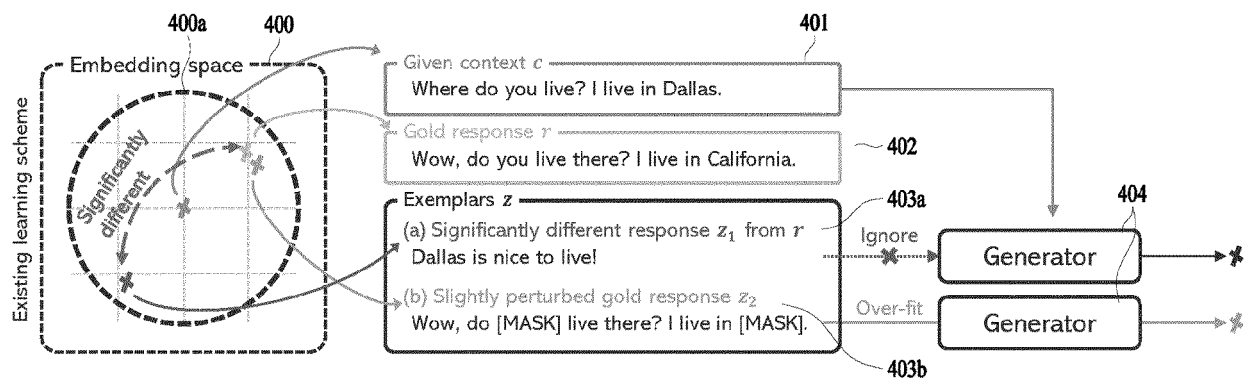 400a
400
401
Embedding space
Given context c
Where do you live? I live in Dallas.
Gold response r
Wow, do you live there? I live in California.
402
Existing learning scheme
Significantly
different
Exemplars z
403a
404
(a) Significantly different response z₁ from r
Dallas is nice to live!
Ignore
Generator
(b) Slightly perturbed gold response z₂
Wow, do [MASK] live there? I live in [MASK].
Over-fit
Generator
403b